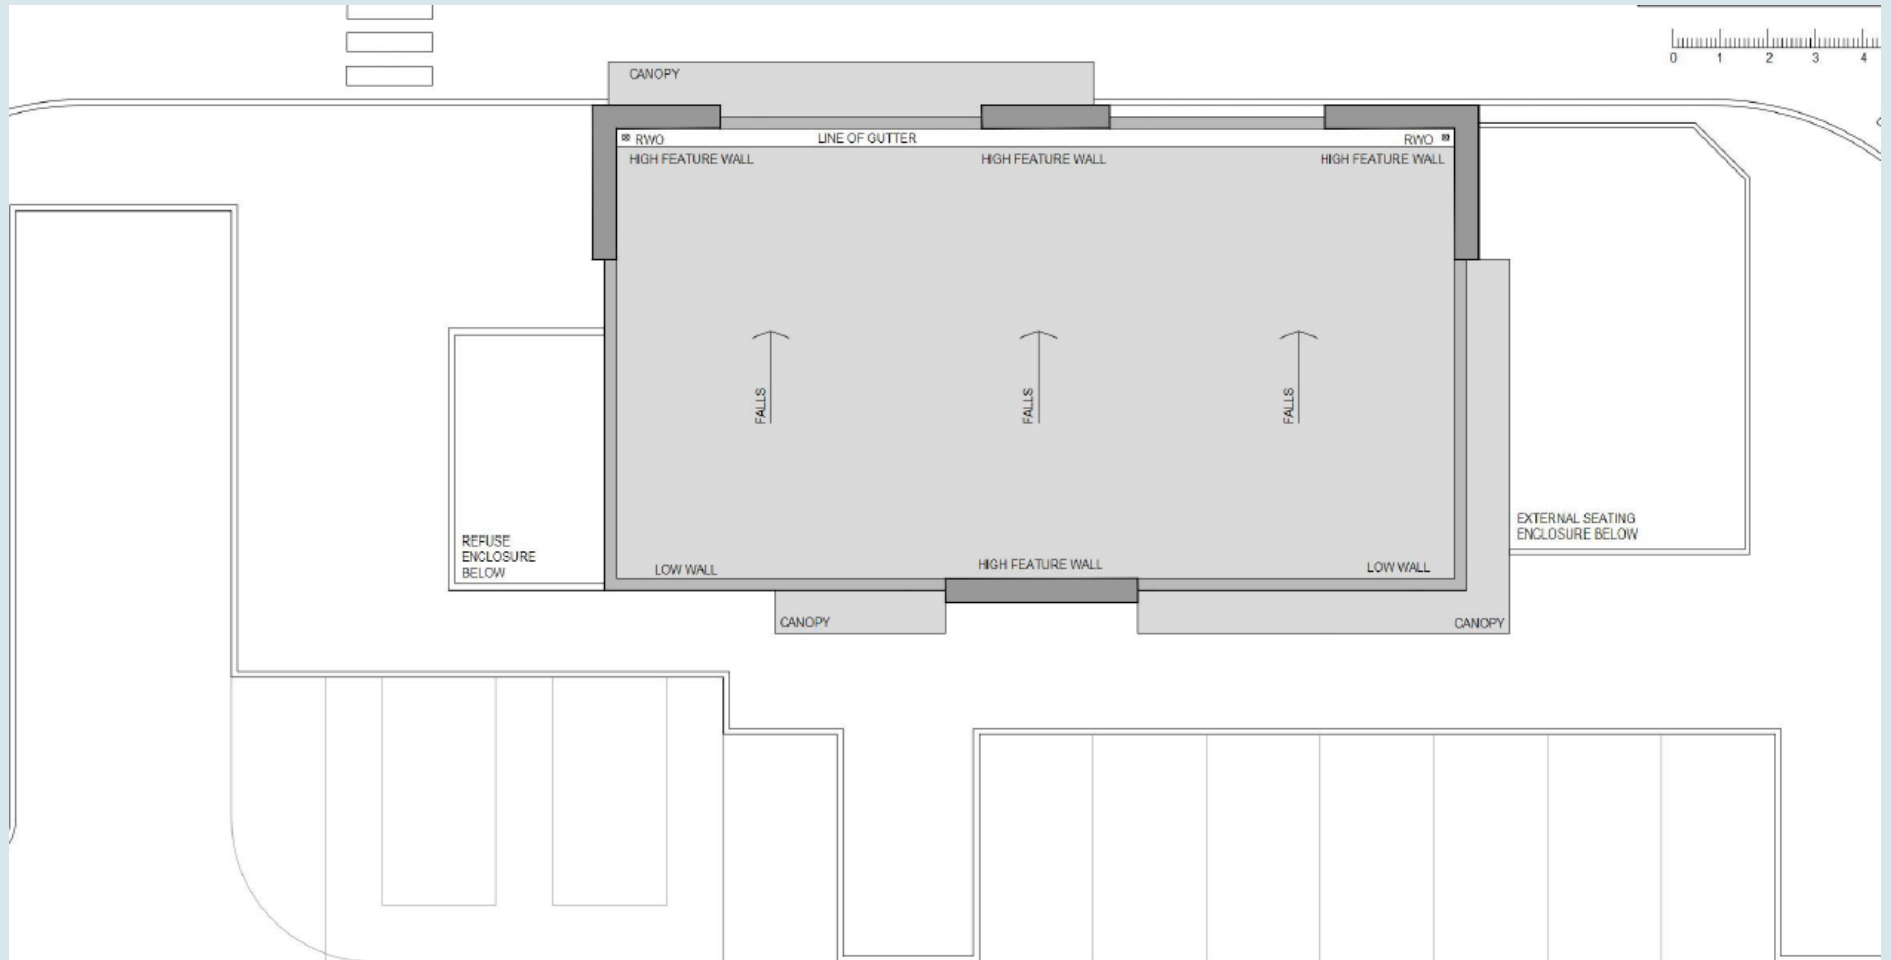 0 1 2 3 4
CANOPY
RWO
LINE OF GUTTER
RWO
HIGH FEATURE WALL
HIGH FEATURE WALL
HIGH FEATURE WALL
FALLS
FALLS
FALLS
EXTERNAL SEATING
ENCLOSURE BELOW
REFUSE
ENCLOSURE
BELOW
LOW WALL
HIGH FEATURE WALL
LOW WALL
CANOPY
CANOPY